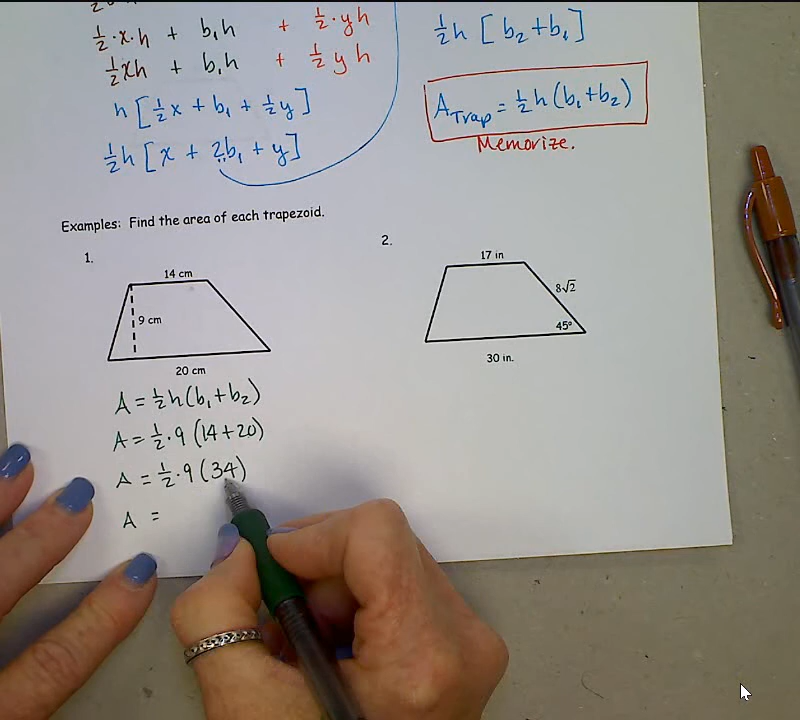 ½·x·h + b₁h + ½·yh
½xh + b₁h + ½yh
h[½x + b₁ + ½y]
½h[x + 2b₁ + y]
½h [b₂+b₁]
A_Trap = ½h(b₁+b₂)
Memorize.
Examples: Find the area of each trapezoid.
1.
14 cm
9 cm
20 cm
A = ½h(b₁+b₂)
A = ½·9 (14+20)
A = ½·9 (34)
A =
2.
17 in
8√2
45°
30 in.